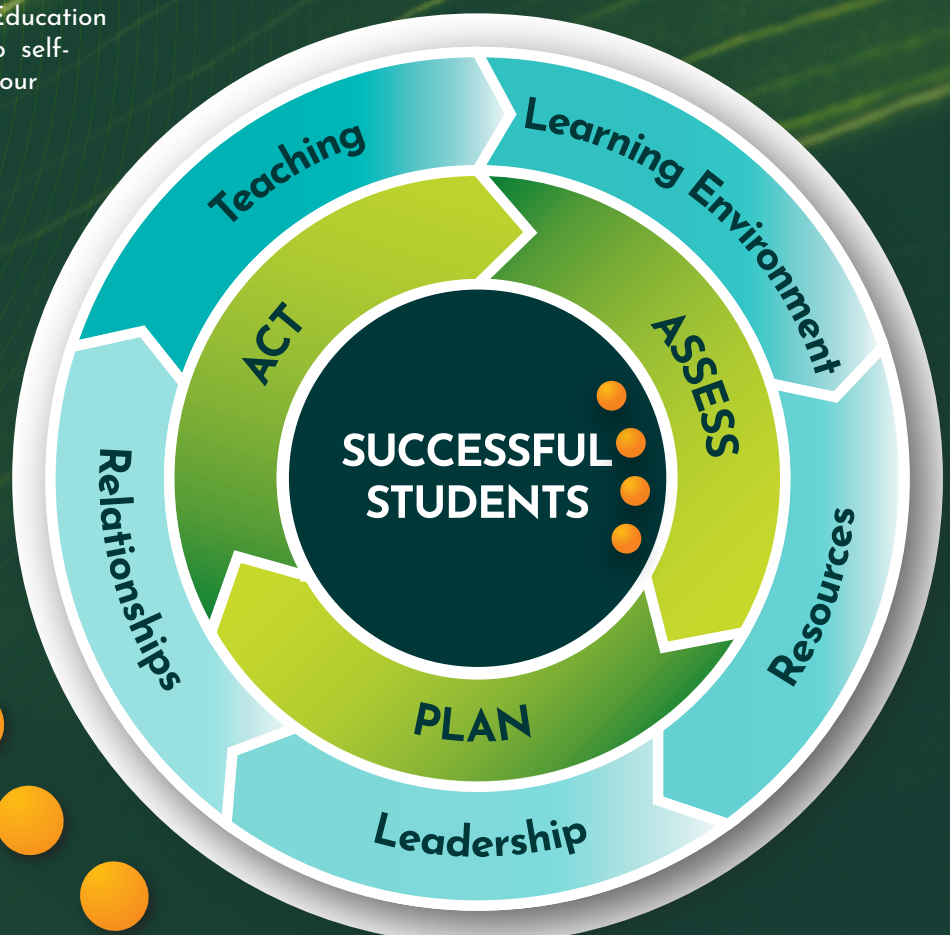 Education
self-
our
Teaching
Learning Environment
Resources
Leadership
Relationships
ACT
ASSESS
PLAN
SUCCESSFUL
STUDENTS